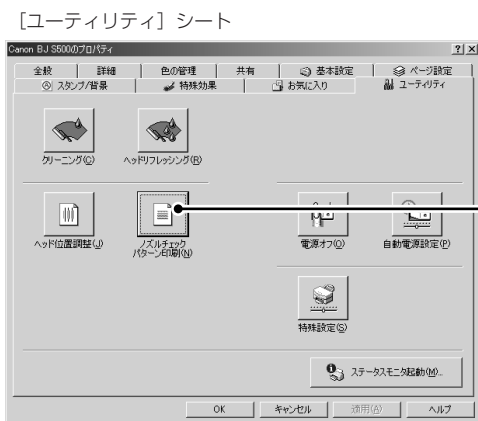 ［ユーティリティ］シート
Canon BJ S500のプロパティ
全般 詳細 色の管理 共有 基本設定 ページ設定
スタンプ/背景 特殊効果 お気に入り ユーティリティ
クリーニング(C) ヘッドリフレッシング(R)
ヘッド位置調整(J) ノズルチェック 電源オフ(O) 自動電源設定(P)
パターン印刷(N)
特殊設定(S)
ステータスモニタ起動(M)...
OK キャンセル 適用(A) ヘルプ